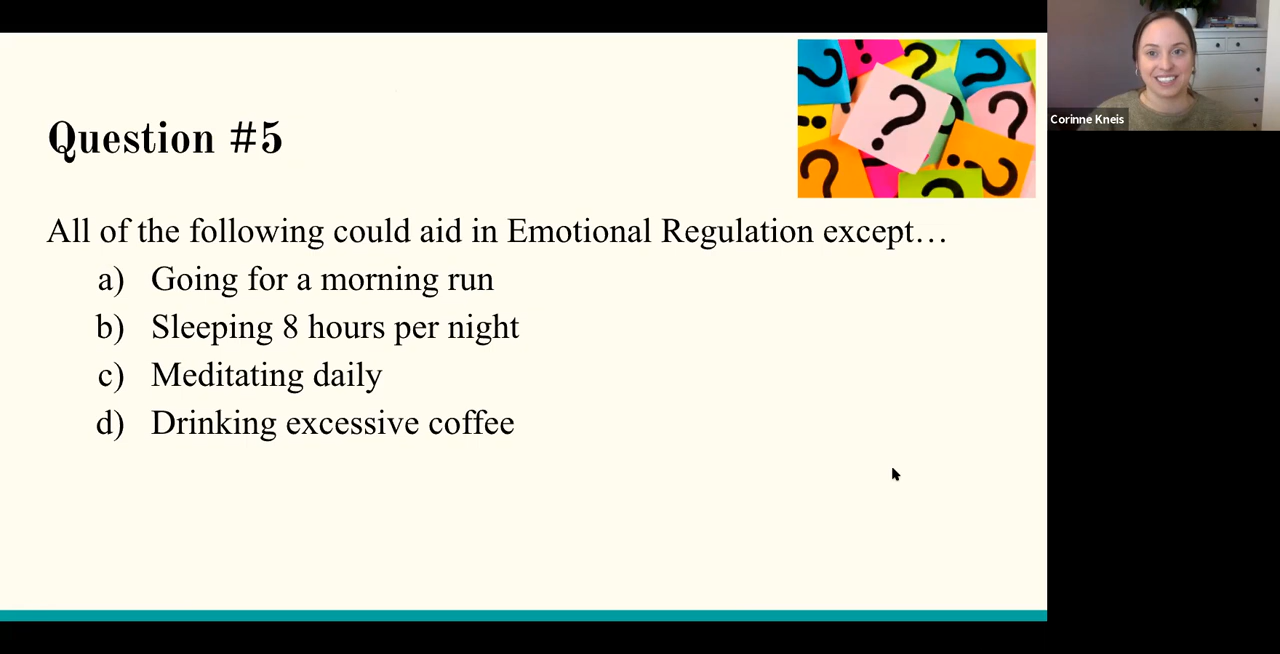 Question #5
All of the following could aid in Emotional Regulation except…
a) Going for a morning run
b) Sleeping 8 hours per night
c) Meditating daily
d) Drinking excessive coffee
Corinne Kneis